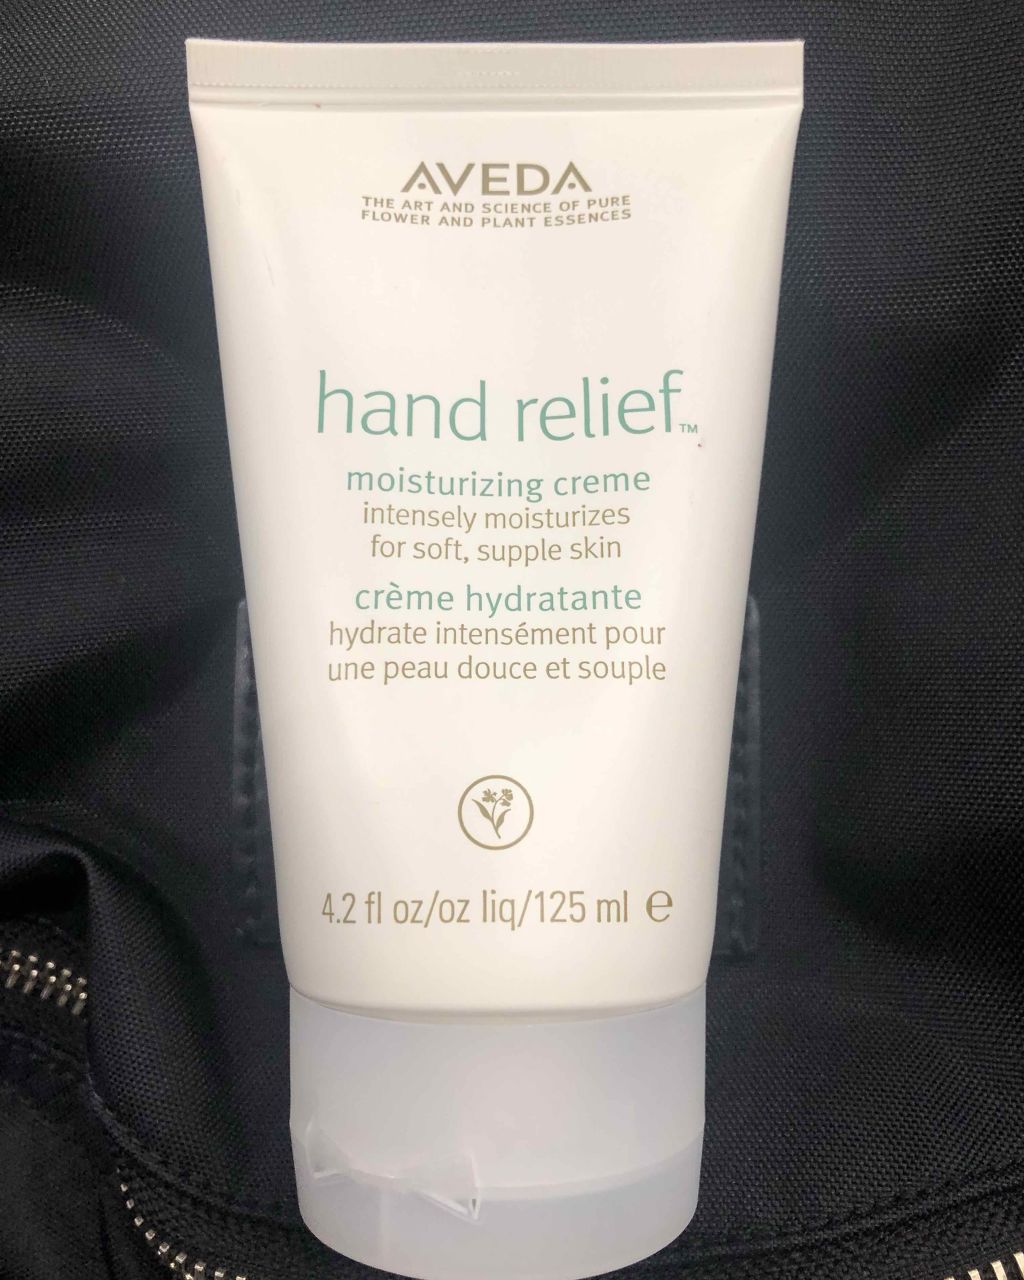 AVEDA
THE ART AND SCIENCE OF PURE
FLOWER AND PLANT ESSENCES
hand relief™
moisturizing creme
intensely moisturizes
for soft, supple skin
crème hydratante
hydrate intensément pour
une peau douce et souple
4.2 fl oz/oz liq/125 ml ℮